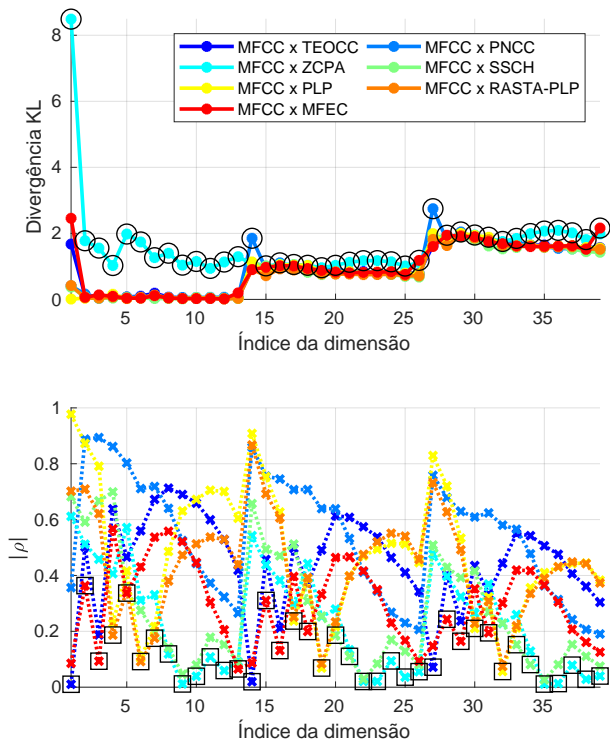 8
6
4
2
0
Divergência KL
MFCC x TEOCC
MFCC x ZCPA
MFCC x PLP
MFCC x MFEC
MFCC x PNCC
MFCC x SSCH
MFCC x RASTA-PLP
5 10 15 20 25 30 35
Índice da dimensão
1
0.8
0.6
0.4
0.2
0
|ρ|
5 10 15 20 25 30 35
Índice da dimensão